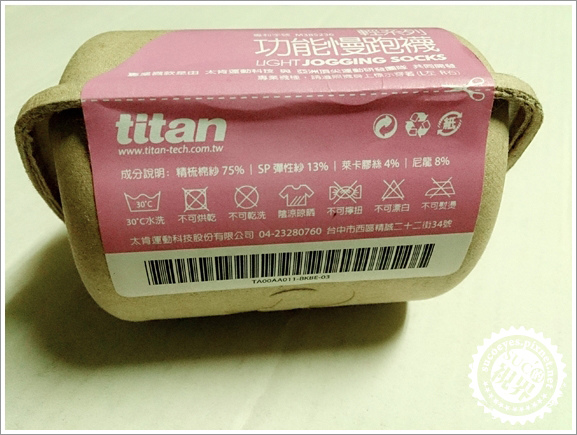 輕系列
功能慢跑襪
LIGHT JOGGING SOCKS
titan
www.titan-tech.com.tw
成分說明：精梳棉紗 75% | SP 彈性紗 13% | 萊卡膠絲 4% | 尼龍 8%
30°C
30°C水洗 不可烘乾 不可乾洗 陰涼晾曬 不可擰扭 不可漂白 不可熨燙
太肯運動科技股份有限公司 04-23280760 台中市西區精誠二十二街34號
TA00AA011-BKBE-03